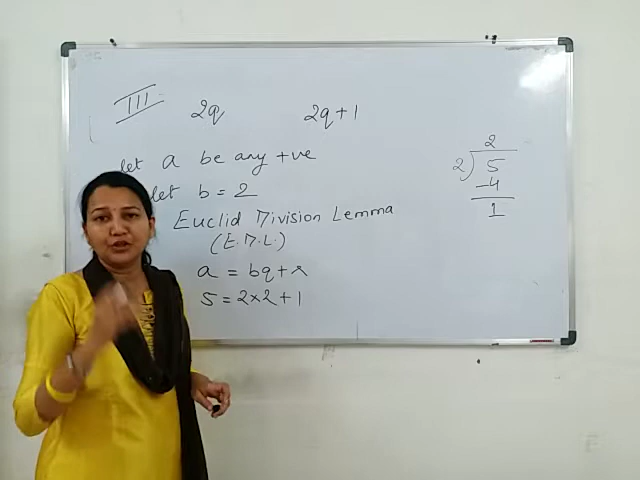 III
2q 2q+1
let a be any +ve
let b = 2
Euclid Division Lemma
(E.D.L.)
a = bq+r
5 = 2×2+1
2
2)5
-4
1